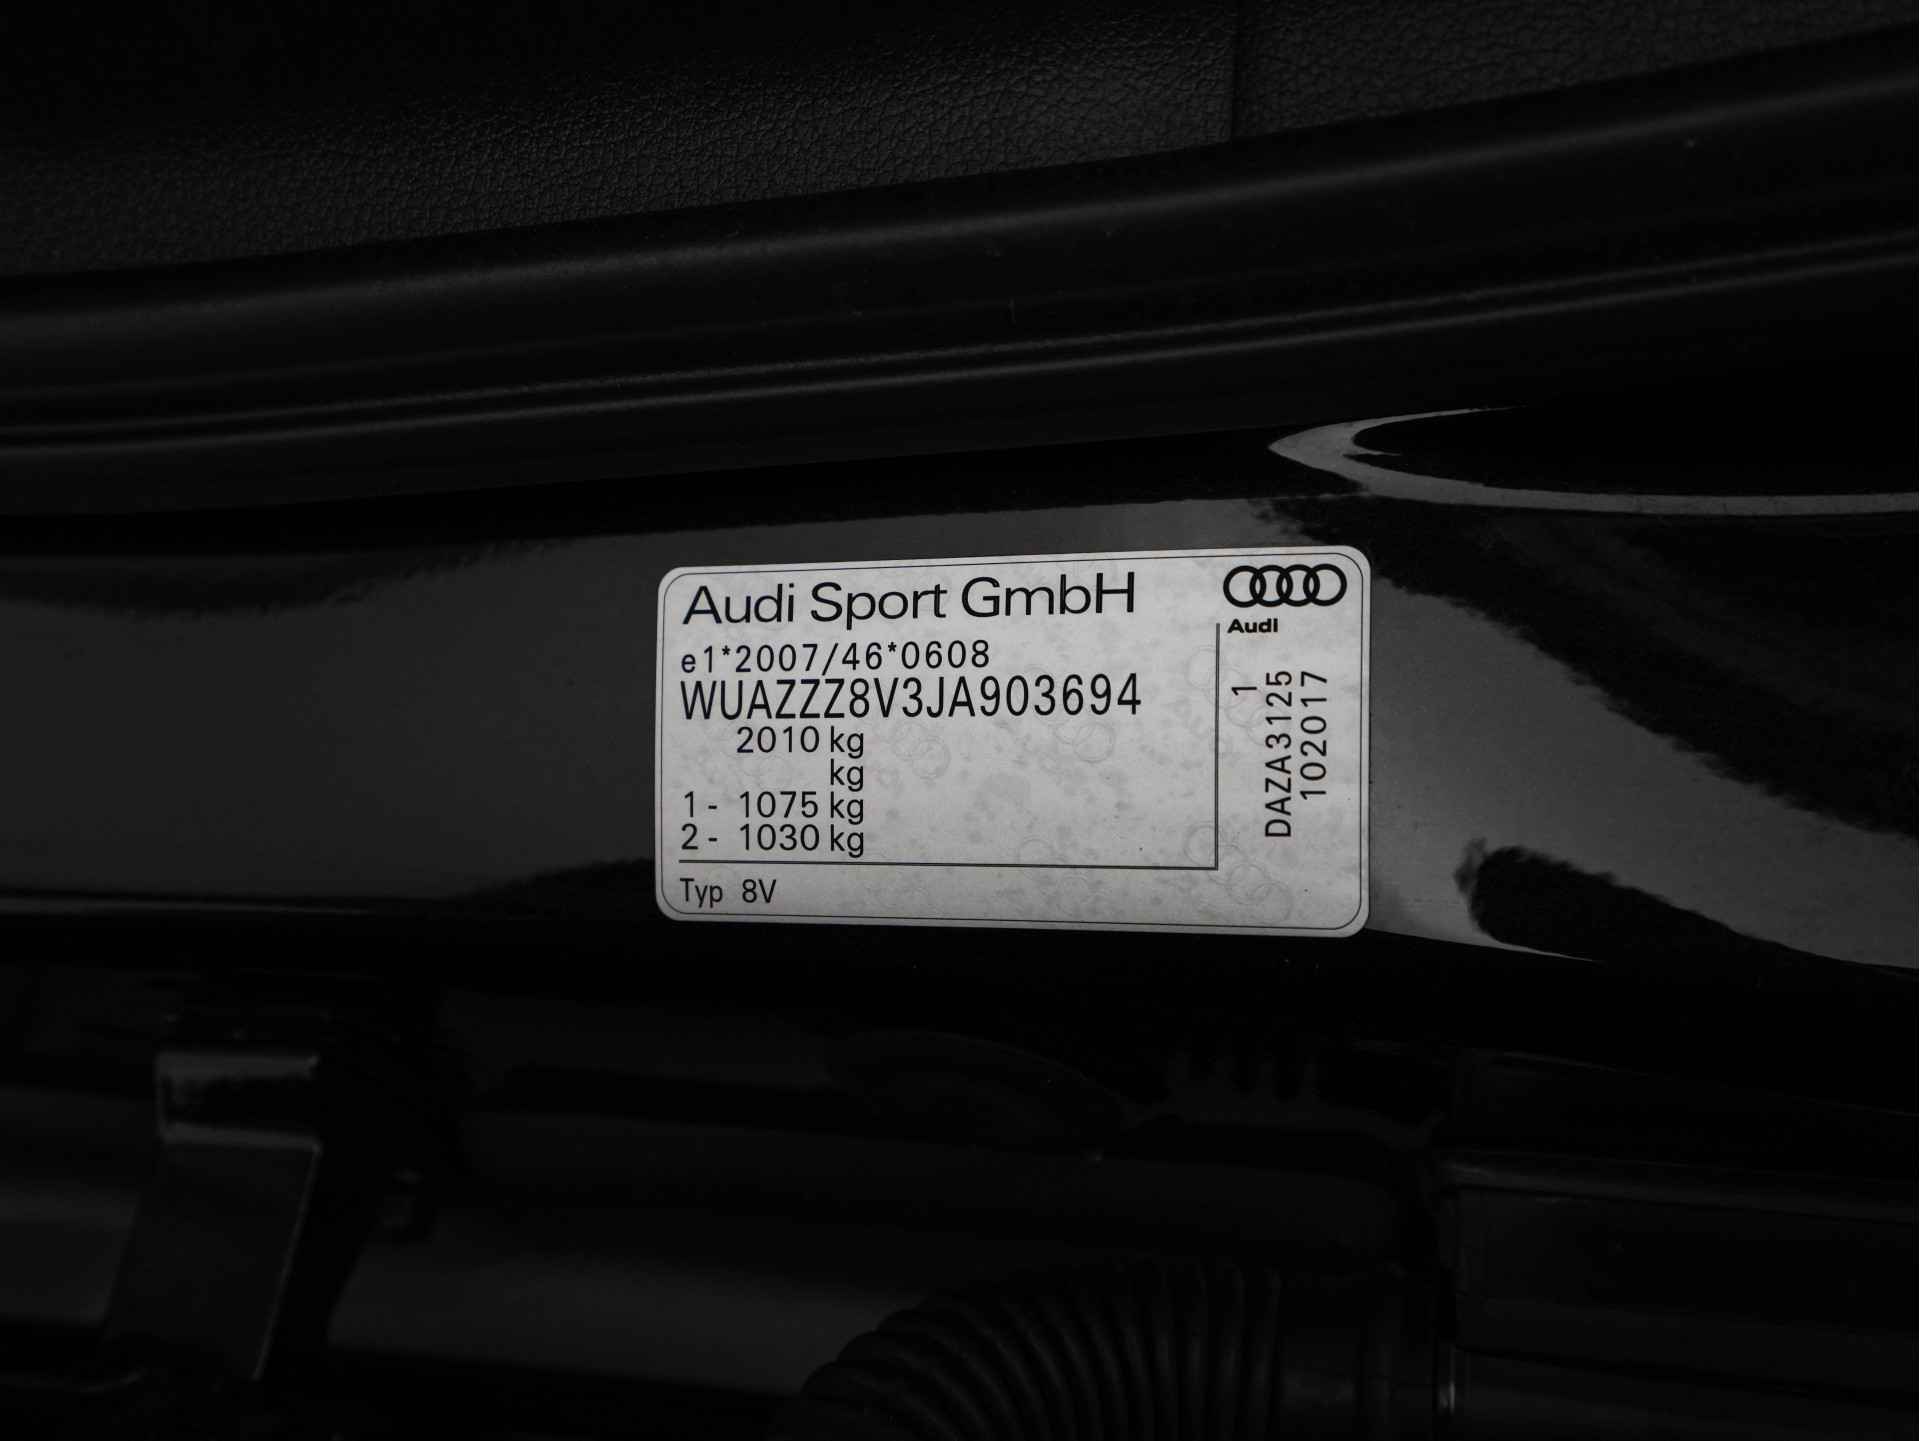 Audi Sport GmbH
Audi
e1*2007/46*0608
WUAZZZ8V3JA903694
2010 kg
kg
1 - 1075 kg
2 - 1030 kg
Typ 8V
1
DAZA3125
102017